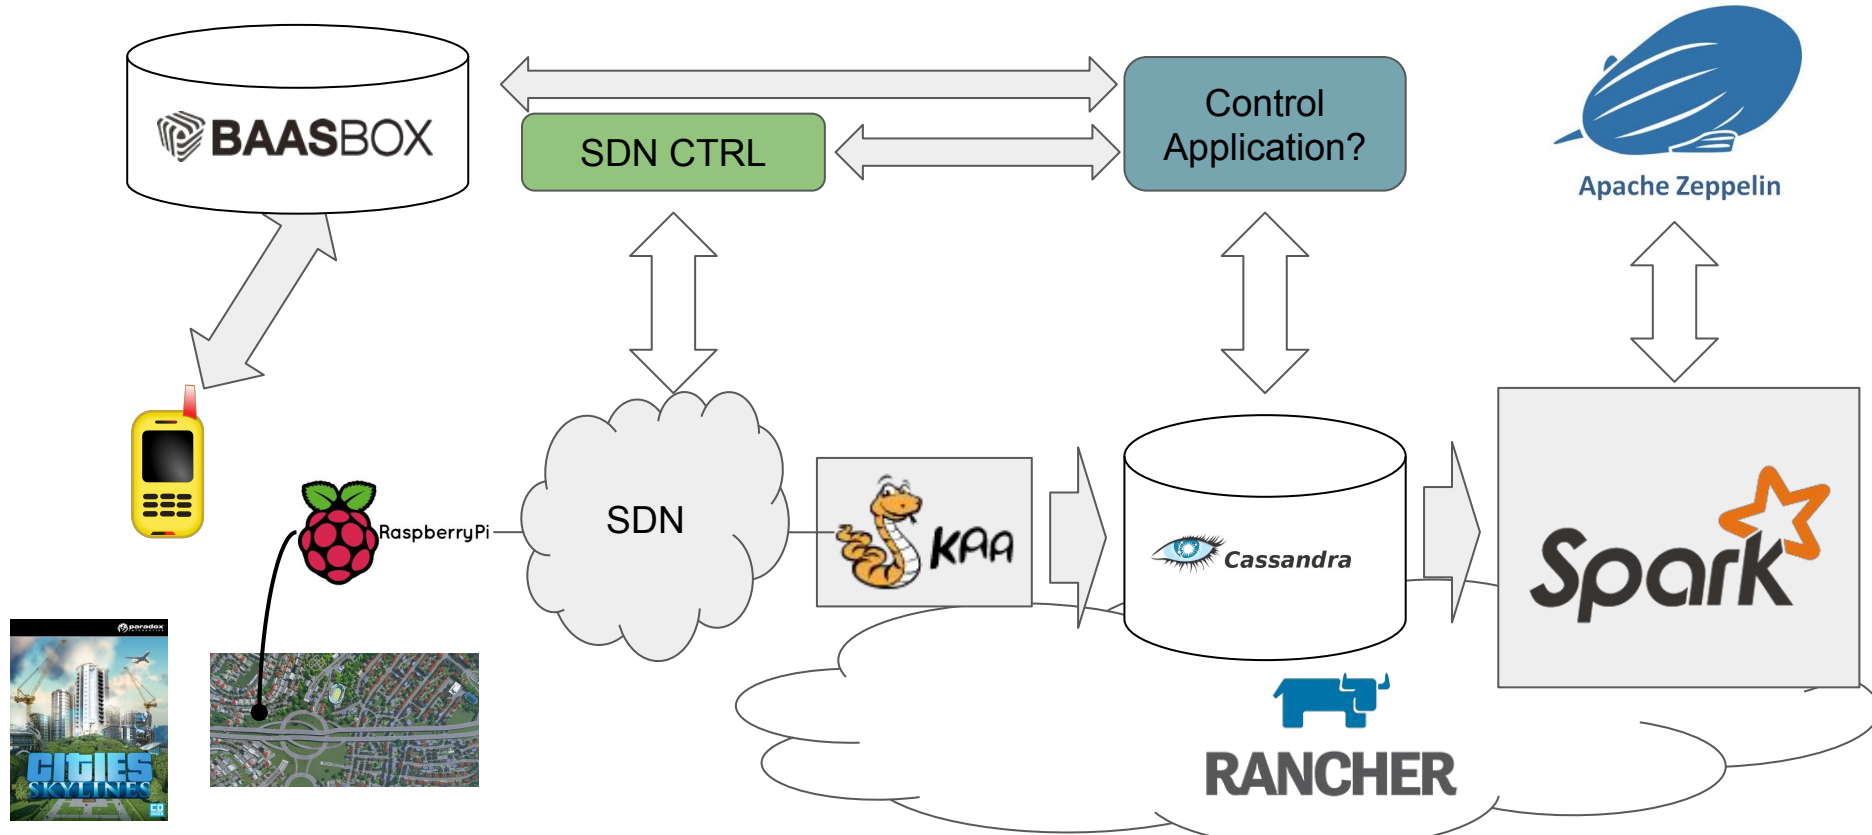 BAASBOX
SDN CTRL
Control
Application?
Apache Zeppelin
RaspberryPi
SDN
KAA
Cassandra
Spark
paradox
CITIES
SKYLINES
RANCHER